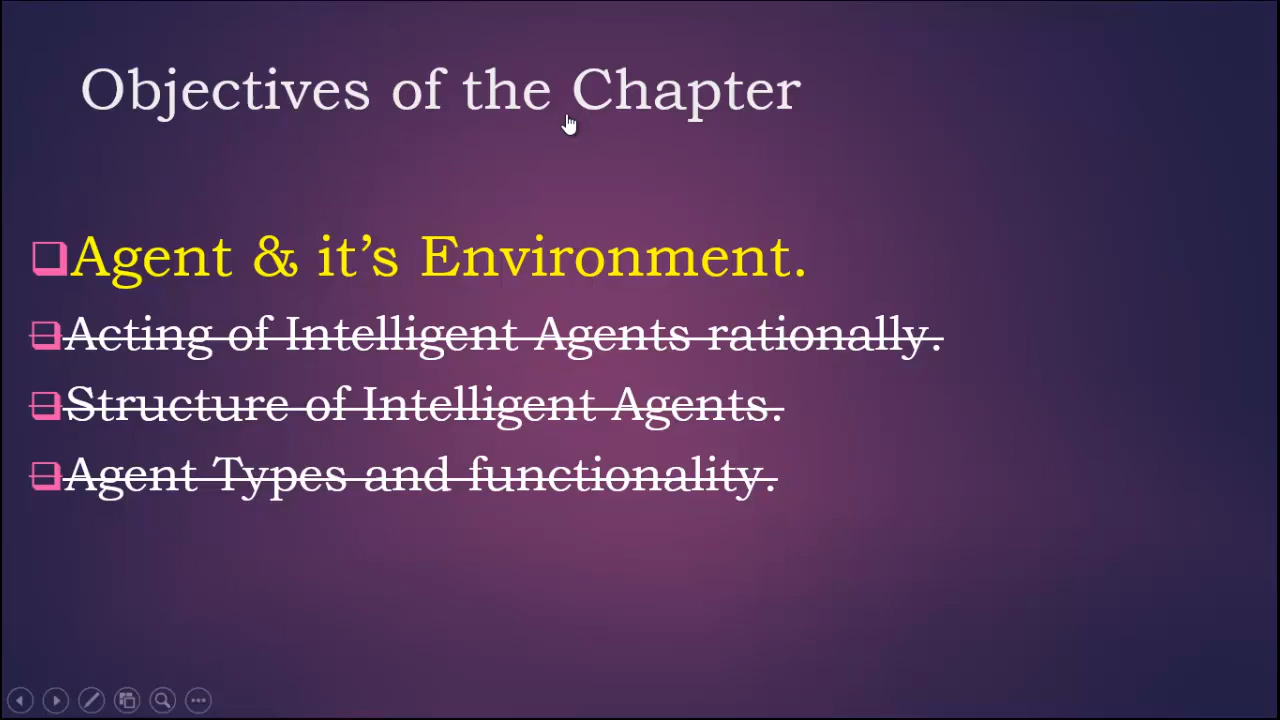 Objectives of the Chapter
Agent & it’s Environment.
Acting of Intelligent Agents rationally.
Structure of Intelligent Agents.
Agent Types and functionality.